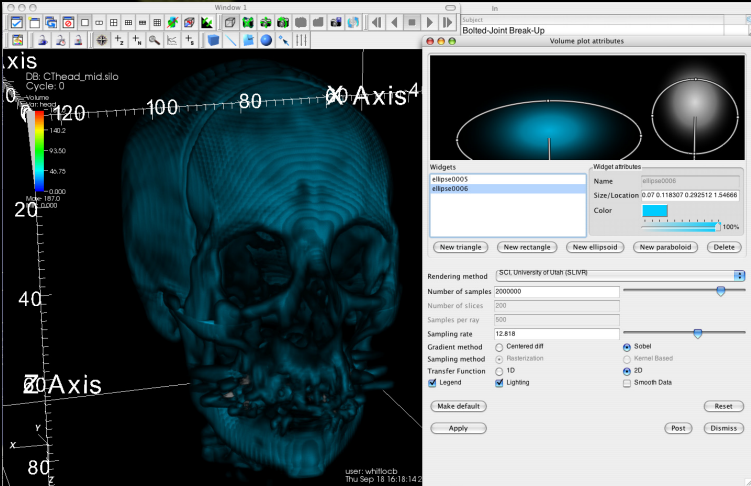 Window 1
In
Subject
Bolted-Joint Break-Up
Volume plot attributes
xis
DB: CThead_mid.silo
Cycle: 0
Volume
Var: head
140.2
93.50
46.75
0.000
Max: 187.0
Min: 0.000
120
100
80
X Axis
20
40
Z Axis
80
Y
X
Z
user: whitlocb
Thu Sep 18 16:18:14 2
Widgets
ellipse0005
ellipse0006
Widget attributes
Name
ellipse0006
Size/Location
0.07 0.118307 0.292512 1.54666
Color
100%
New triangle
New rectangle
New ellipsoid
New paraboloid
Delete
Rendering method
SCI, University of Utah (SLIVR)
Number of samples
2000000
Number of slices
200
Samples per ray
500
Sampling rate
12.818
Gradient method
Centered diff
Sobel
Sampling method
Rasterization
Kernel Based
Transfer Function
1D
2D
Legend
Lighting
Smooth Data
Make default
Reset
Apply
Post
Dismiss